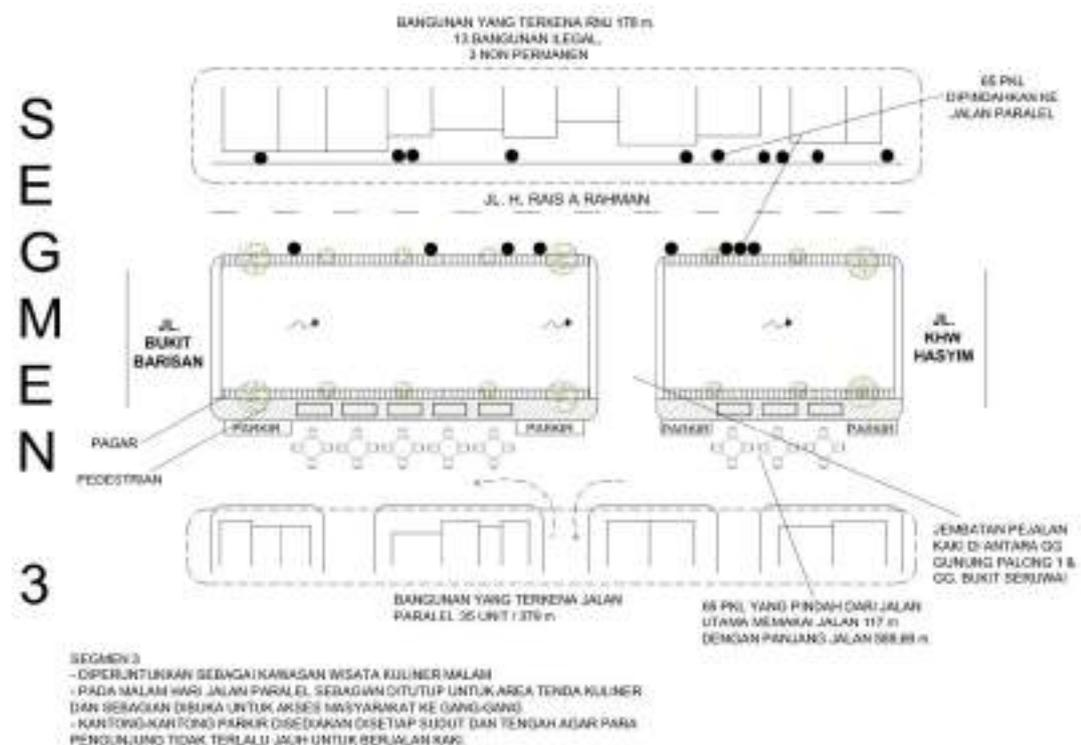 SEGMEN 3
BANGUNAN YANG TERKENA RNIJ 178 m
13 BANGUNAN ILEGAL,
3 NON PERMANEN
65 PKL
DIPINDAHKAN KE
JALAN PARALEL
JL. H. RAIS A RAHMAN
JL.
BUKIT
BARISAN
JL.
KHW
HASYIM
PARKIR
PARKIR
PARKIR
PARKIR
PAGAR
PEDESTRIAN
JEMBATAN PEJALAN
KAKI DI ANTARA GG
GUNUNG PALONG 1 &
GG. BUKIT SERUWAI
BANGUNAN YANG TERKENA JALAN
PARALEL 35 UNIT / 379 m
65 PKL YANG PINDAH DARI JALAN
UTAMA MEMAKAI JALAN 117 m
DENGAN PANJANG JALAN m
SEGMEN 3
- DIPERUNTUKKAN SEBAGAI KAWASAN WISATA KULINER MALAM
- PADA MALAM HARI JALAN PARALEL SEBAGIAN DITUTUP UNTUK AREA TENDA KULINER
DAN SEBAGIAN DIBUKA UNTUK AKSES MASYARAKAT KE GANG-GANG
- KANTONG-KANTONG PARKIR DISEDIAKAN DISETIAP SUDUT DAN TENGAH AGAR PARA
PENGUNJUNG TIDAK TERLALU JAUH UNTUK BERJALAN KAKI.